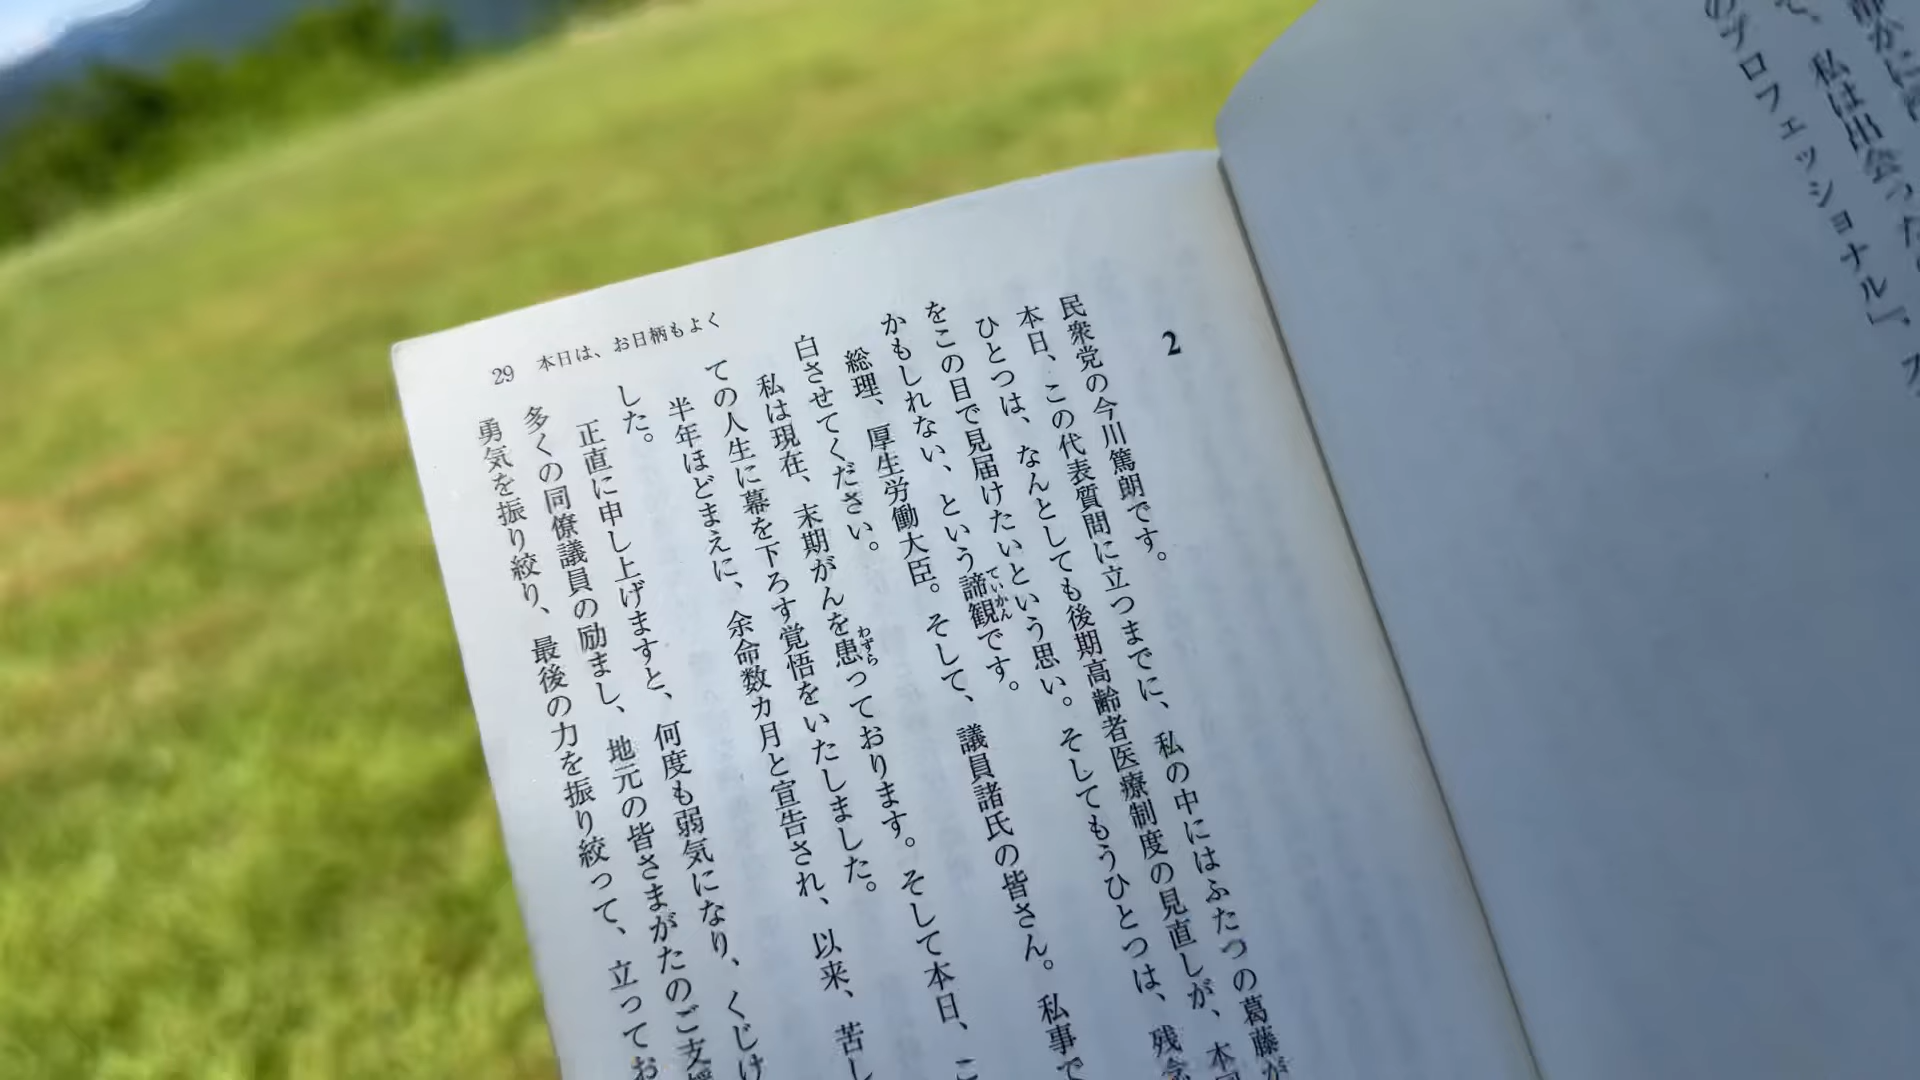 私は出会った
のプロフェッショナル」。
2
民衆党の今川篤朗です。
本日、この代表質問に立つまでに、私の中にはふたつの葛藤が
ひとつは、なんとしても後期高齢者医療制度の見直しが、本
をこの目で見届けたいという思い。そしてもうひとつは、残念
かもしれない、という諦観です。
ていかん
総理、厚生労働大臣。そして、議員諸氏の皆さん。私事で
白させてください。
私は現在、末期がんを患っております。そして本日、こ
わずら
ての人生に幕を下ろす覚悟をいたしました。
半年ほどまえに、余命数カ月と宣告され、以来、苦し
した。
正直に申し上げますと、何度も弱気になり、くじけ
多くの同僚議員の励まし、地元の皆さまがたのご支援
勇気を振り絞り、最後の力を振り絞って、立ってお
29 本日は、お日柄もよく